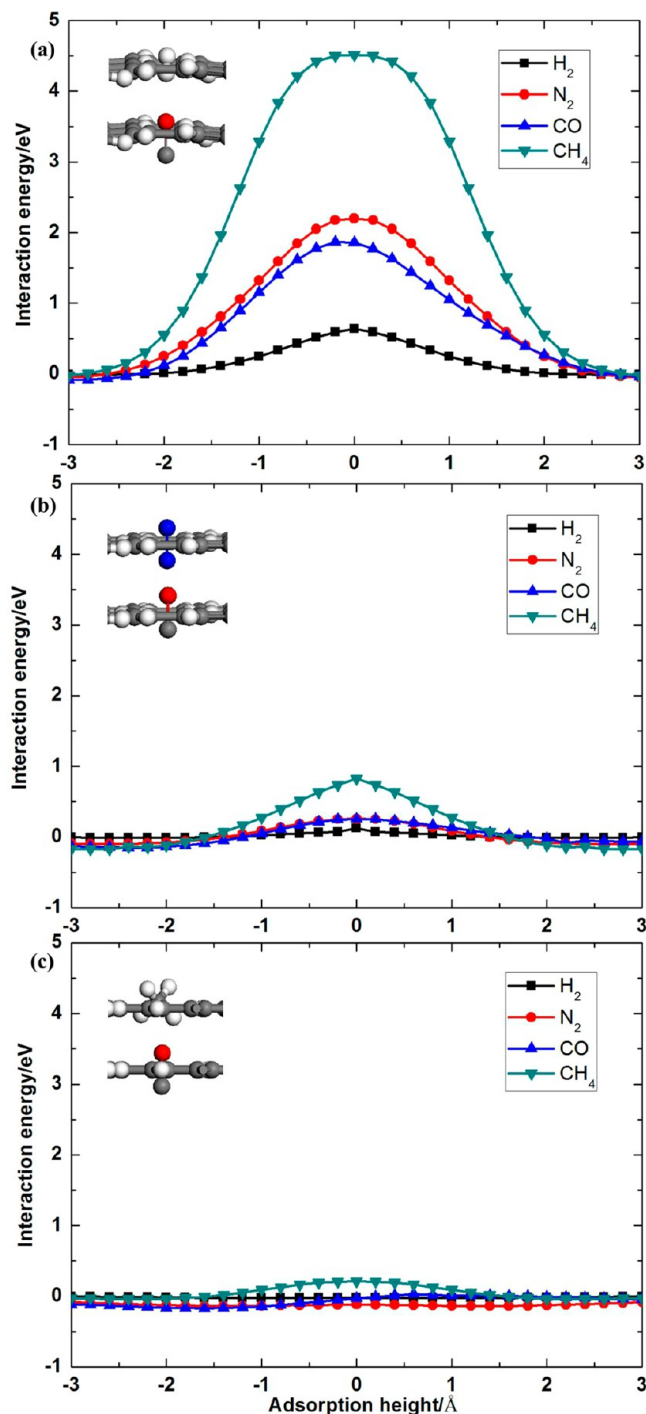 (a)
H2
N2
CO
CH4
Interaction energy/eV
5
4
3
2
1
0
-1
-3 -2 -1 0 1 2 3
(b)
H2
N2
CO
CH4
Interaction energy/eV
5
4
3
2
1
0
-1
-3 -2 -1 0 1 2 3
(c)
H2
N2
CO
CH4
Interaction energy/eV
5
4
3
2
1
0
-1
-3 -2 -1 0 1 2 3
Adsorption height/Å